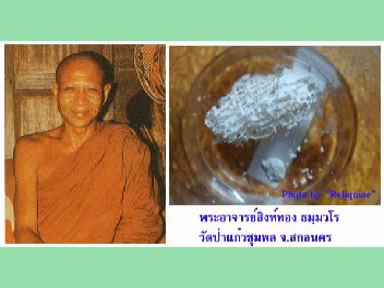 Photo by "Reliquiae"
พระอาจารย์สิงห์ทอง ธมฺมวโร
วัดป่าแก้วชุมพล จ.สกลนคร